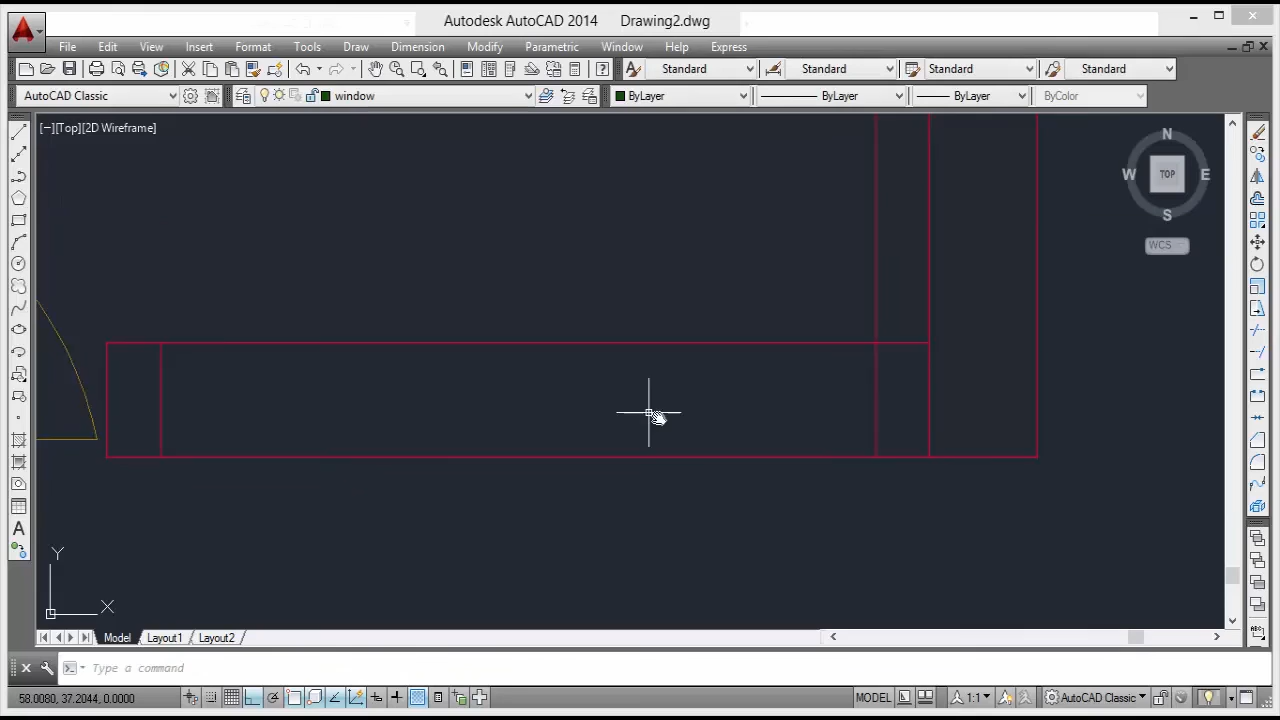 Autodesk AutoCAD 2014 Drawing2.dwg
File Edit View Insert Format Tools Draw Dimension Modify Parametric Window Help Express
Standard Standard Standard Standard
AutoCAD Classic window ByLayer ByLayer ByLayer ByColor
[−][Top][2D Wireframe]
N
W TOP E
S
WCS
Y
X
Model Layout1 Layout2
Type a command
58.0080, 37.2044, 0.0000 MODEL 1:1 AutoCAD Classic